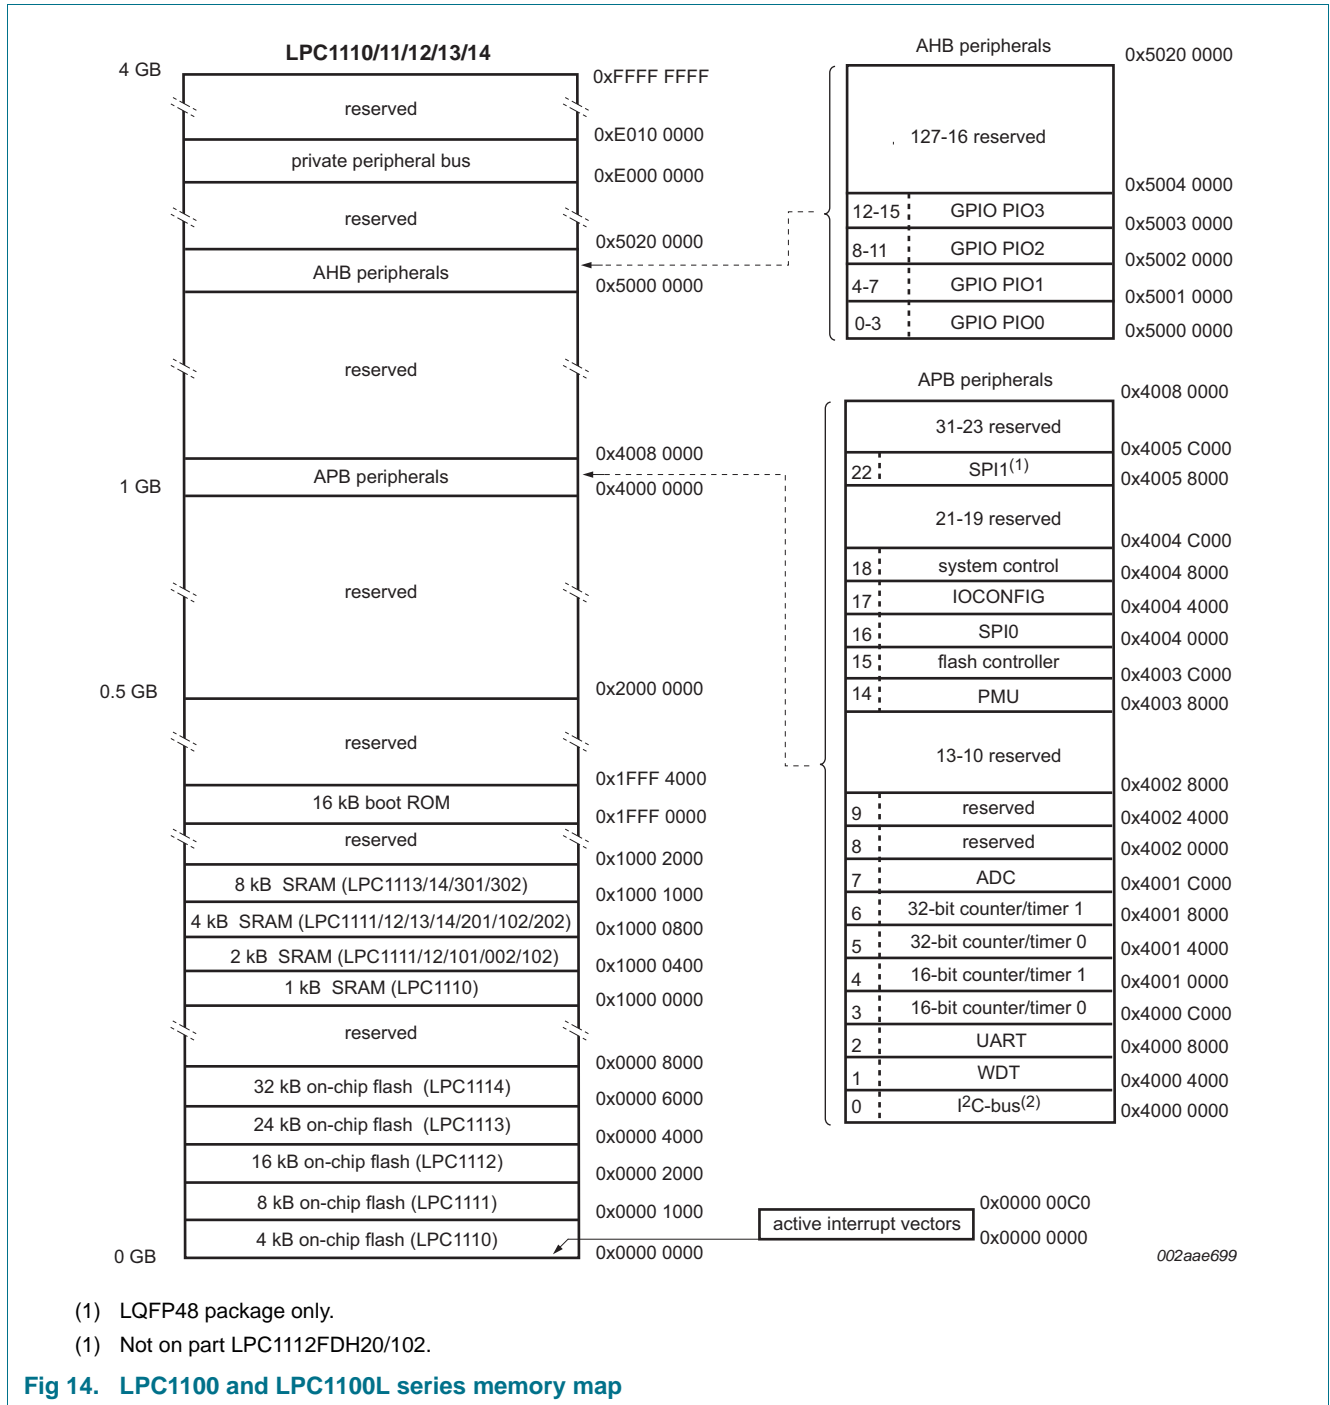 LPC1110/11/12/13/14
4 GB
0xFFFF FFFF
reserved
0xE010 0000
private peripheral bus
0xE000 0000
reserved
0x5020 0000
AHB peripherals
0x5000 0000
reserved
0x4008 0000
APB peripherals
1 GB
0x4000 0000
reserved
0.5 GB
0x2000 0000
reserved
0x1FFF 4000
16 kB boot ROM
0x1FFF 0000
reserved
0x1000 2000
8 kB SRAM (LPC1113/14/301/302)
0x1000 1000
4 kB SRAM (LPC1111/12/13/14/201/102/202)
0x1000 0800
2 kB SRAM (LPC1111/12/101/002/102)
0x1000 0400
1 kB SRAM (LPC1110)
0x1000 0000
reserved
0x0000 8000
32 kB on-chip flash (LPC1114)
0x0000 6000
24 kB on-chip flash (LPC1113)
0x0000 4000
16 kB on-chip flash (LPC1112)
0x0000 2000
8 kB on-chip flash (LPC1111)
0x0000 1000
4 kB on-chip flash (LPC1110)
0 GB
0x0000 0000
AHB peripherals
0x5020 0000
127-16 reserved
0x5004 0000
12-15 GPIO PIO3
0x5003 0000
8-11 GPIO PIO2
0x5002 0000
4-7 GPIO PIO1
0x5001 0000
0-3 GPIO PIO0
0x5000 0000
APB peripherals
0x4008 0000
31-23 reserved
0x4005 C000
22 SPI1(1)
0x4005 8000
21-19 reserved
0x4004 C000
18 system control
0x4004 8000
17 IOCONFIG
0x4004 4000
16 SPI0
0x4004 0000
15 flash controller
0x4003 C000
14 PMU
0x4003 8000
13-10 reserved
0x4002 8000
9 reserved
0x4002 4000
8 reserved
0x4002 0000
7 ADC
0x4001 C000
6 32-bit counter/timer 1
0x4001 8000
5 32-bit counter/timer 0
0x4001 4000
4 16-bit counter/timer 1
0x4001 0000
3 16-bit counter/timer 0
0x4000 C000
2 UART
0x4000 8000
1 WDT
0x4000 4000
0 I2C-bus(2)
0x4000 0000
0x0000 00C0
active interrupt vectors
0x0000 0000
002aae699
(1) LQFP48 package only.
(1) Not on part LPC1112FDH20/102.
Fig 14. LPC1100 and LPC1100L series memory map